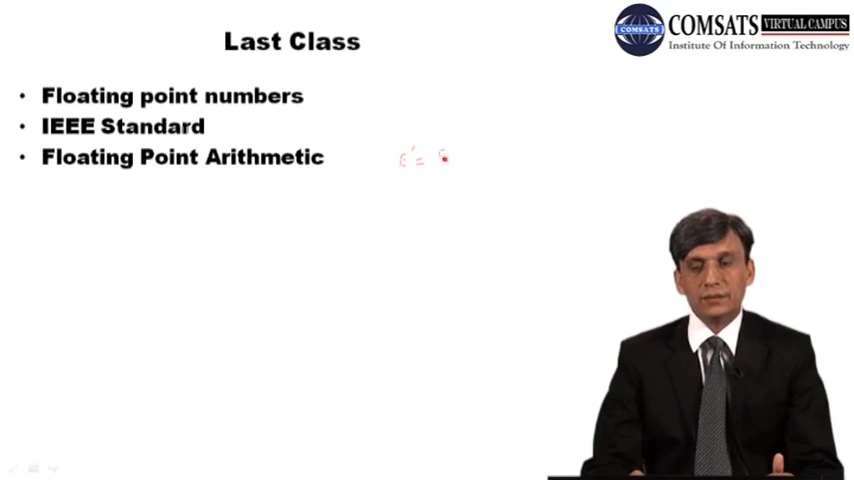 Last Class
COMSATS
COMSATS VIRTUAL CAMPUS
Institute Of Information Technology
• Floating point numbers
• IEEE Standard
• Floating Point Arithmetic
E' =